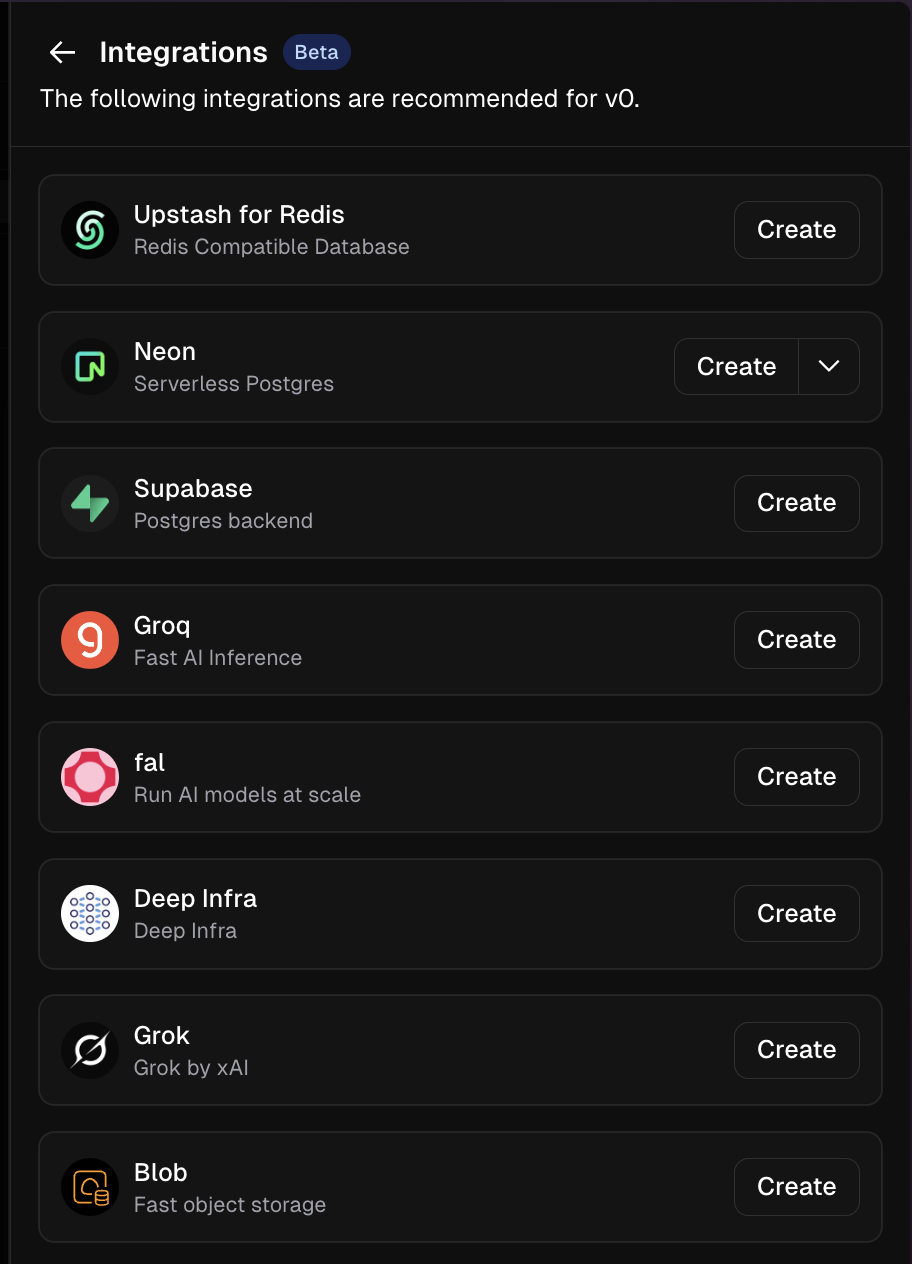 Integrations Beta
The following integrations are recommended for v0.
Upstash for Redis
Redis Compatible Database
Create
Neon
Serverless Postgres
Create
Supabase
Postgres backend
Create
Groq
Fast AI Inference
Create
fal
Run AI models at scale
Create
Deep Infra
Deep Infra
Create
Grok
Grok by xAI
Create
Blob
Fast object storage
Create